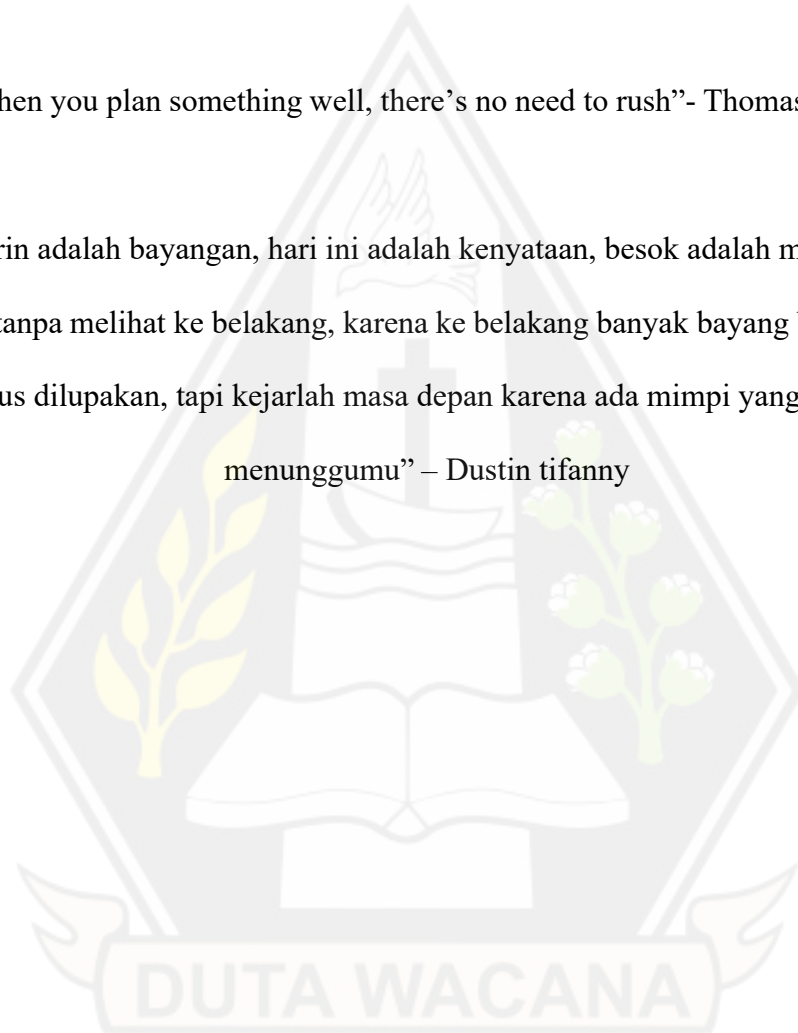 hen you plan something well, there’s no need to rush”- Thomas
rin adalah bayangan, hari ini adalah kenyataan, besok adalah m
tanpa melihat ke belakang, karena ke belakang banyak bayang
us dilupakan, tapi kejarlah masa depan karena ada mimpi yang
menunggumu” – Dustin tifanny
DUTA WACANA